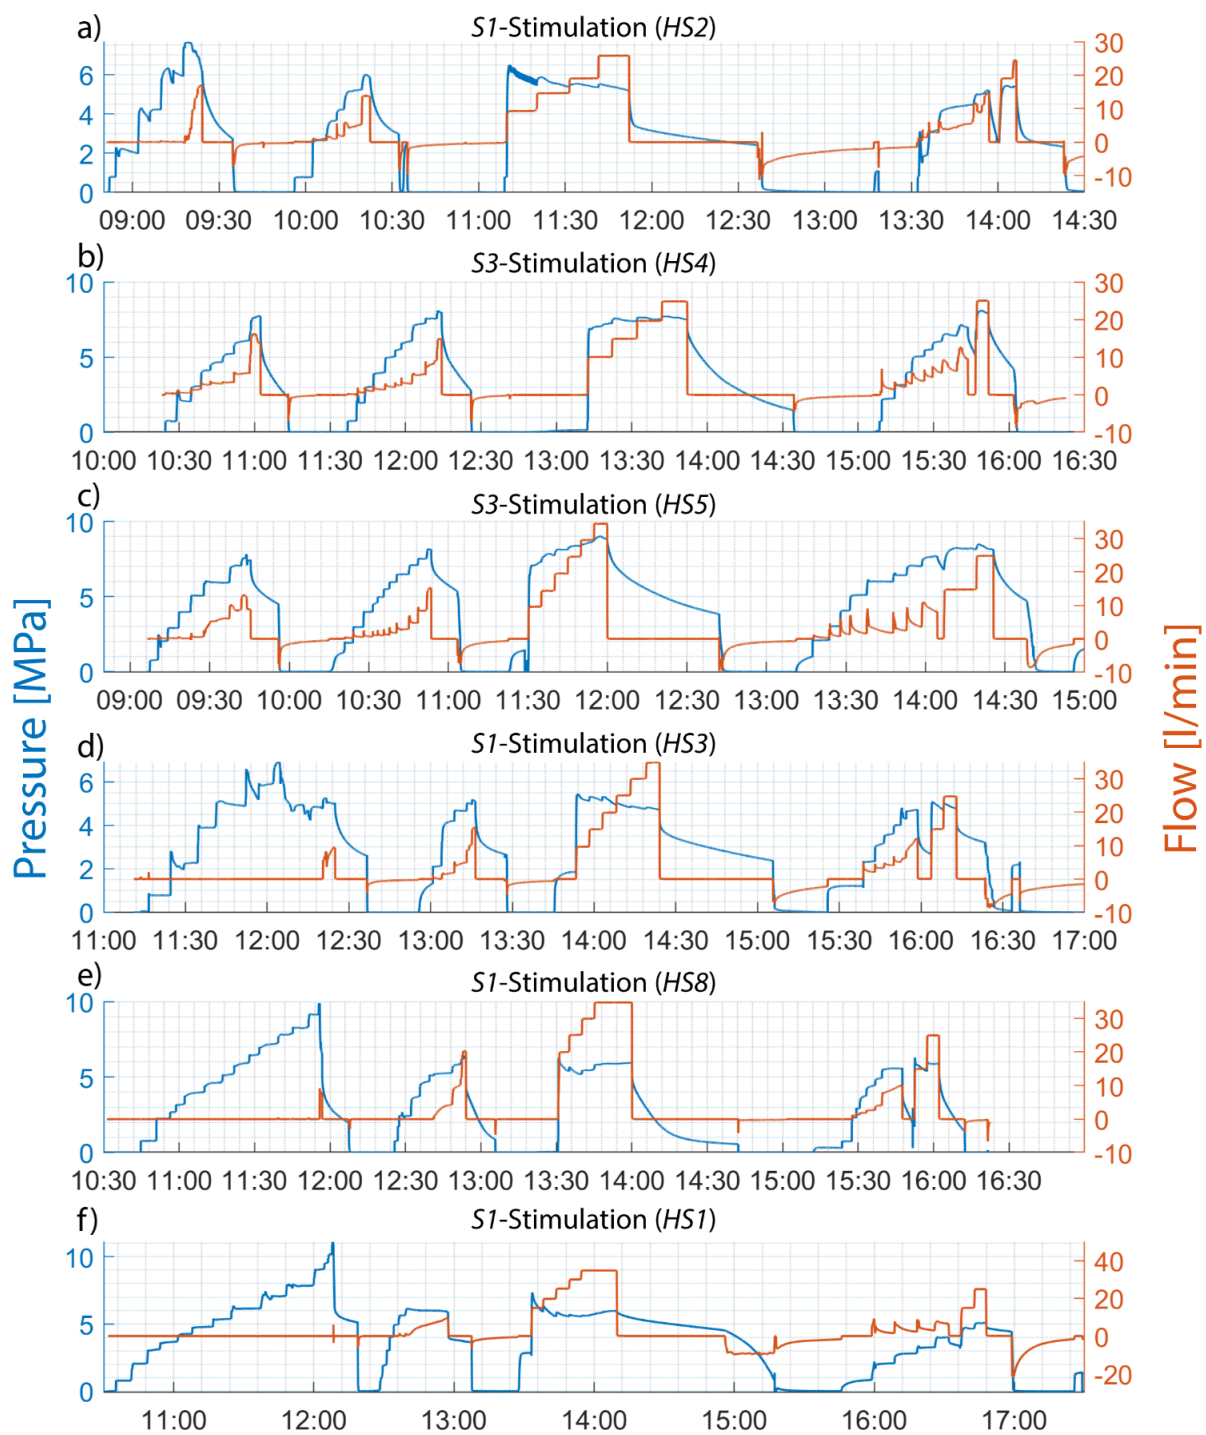 a)
S1-Stimulation (HS2)
6
4
2
0
30
20
10
0
-10
09:00 09:30 10:00 10:30 11:00 11:30 12:00 12:30 13:00 13:30 14:00 14:30
b)
S3-Stimulation (HS4)
10
5
0
30
20
10
0
-10
10:00 10:30 11:00 11:30 12:00 12:30 13:00 13:30 14:00 14:30 15:00 15:30 16:00 16:30
c)
S3-Stimulation (HS5)
10
5
0
30
20
10
0
-10
09:00 09:30 10:00 10:30 11:00 11:30 12:00 12:30 13:00 13:30 14:00 14:30 15:00
Pressure [MPa]
Flow [l/min]
d)
S1-Stimulation (HS3)
6
4
2
0
30
20
10
0
-10
11:00 11:30 12:00 12:30 13:00 13:30 14:00 14:30 15:00 15:30 16:00 16:30 17:00
e)
S1-Stimulation (HS8)
10
5
0
30
20
10
0
-10
10:30 11:00 11:30 12:00 12:30 13:00 13:30 14:00 14:30 15:00 15:30 16:00 16:30
f)
S1-Stimulation (HS1)
10
5
0
40
20
0
-20
11:00 12:00 13:00 14:00 15:00 16:00 17:00